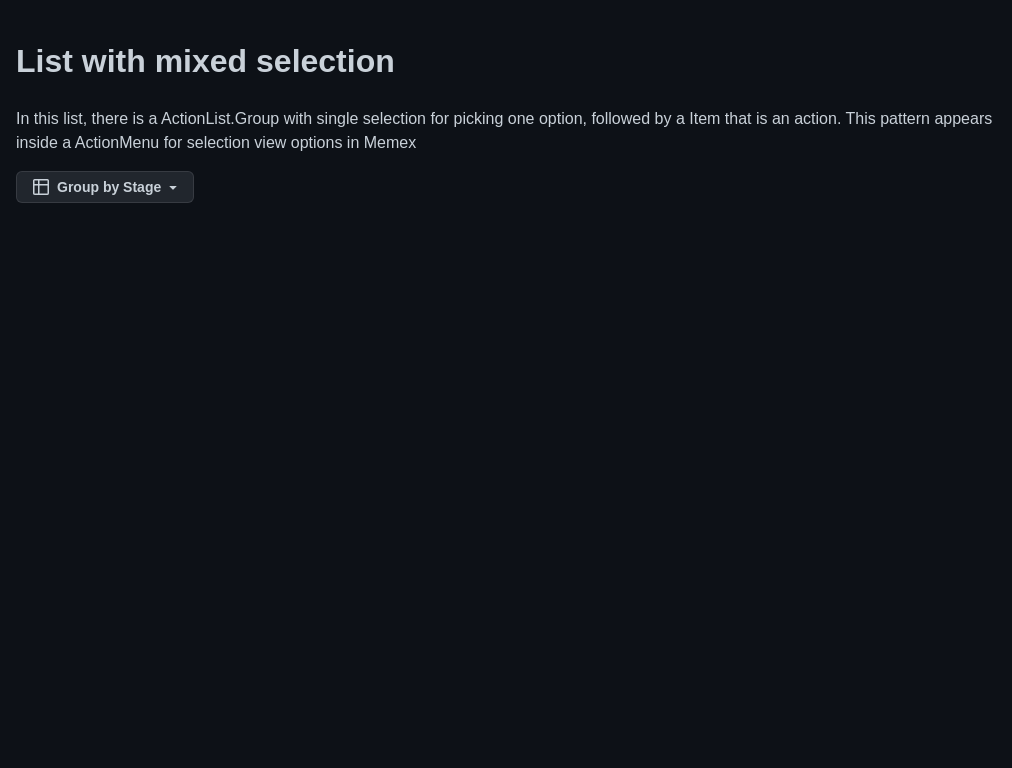 List with mixed selection
In this list, there is a ActionList.Group with single selection for picking one option, followed by a Item that is an action. This pattern appears
inside a ActionMenu for selection view options in Memex
Group by Stage